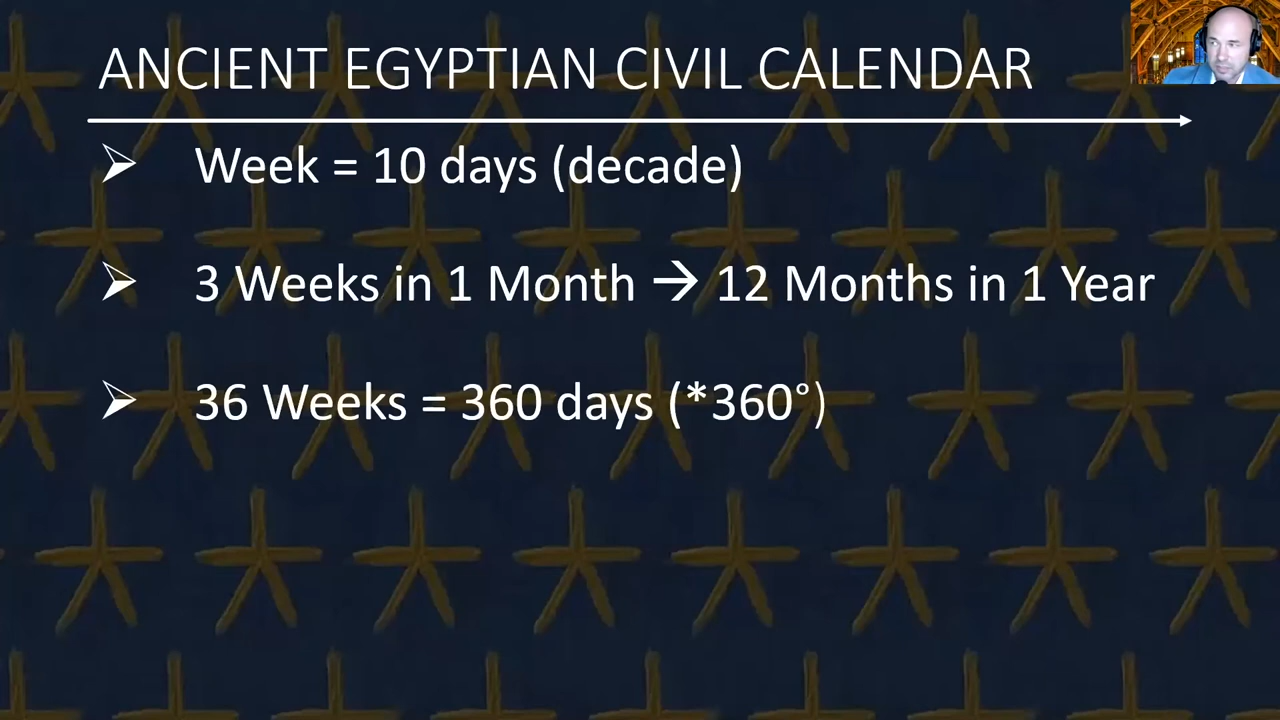 ANCIENT EGYPTIAN CIVIL CALENDAR
➢ Week = 10 days (decade)
➢ 3 Weeks in 1 Month → 12 Months in 1 Year
➢ 36 Weeks = 360 days (*360°)